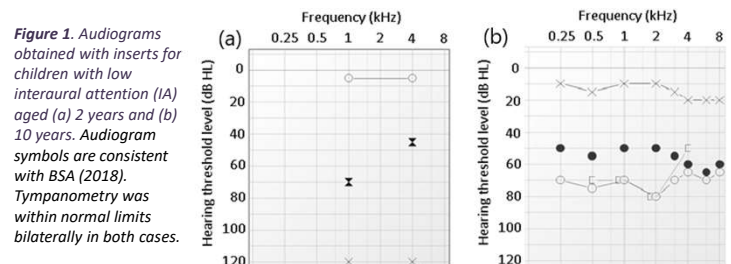 Figure 1. Audiograms
obtained with inserts for
children with low
interaural attention (IA)
aged (a) 2 years and (b)
10 years. Audiogram
symbols are consistent
with BSA (2018).
Tympanometry was
within normal limits
bilaterally in both cases.
(a)
Frequency (kHz)
0.25 0.5 1 2 4 8
Hearing threshold level (dB HL)
0
20
40
60
80
100
120
(b)
Frequency (kHz)
0.25 0.5 1 2 4 8
Hearing threshold level (dB HL)
0
20
40
60
80
100
120